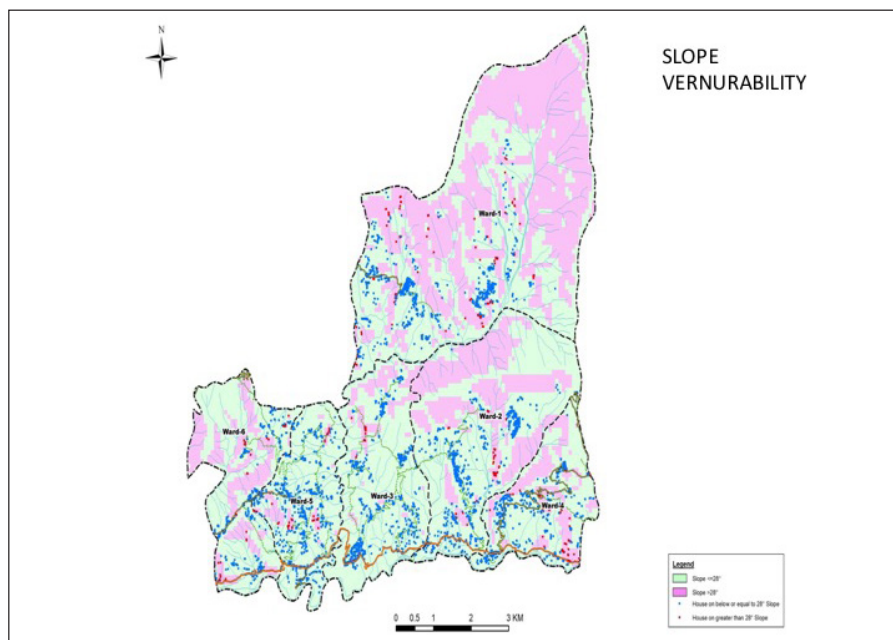 N
SLOPE
VERNURABILITY
Ward-1
Ward-2
Ward-6
Ward-5
Ward-3
Ward-4
Legend
Slope <=28°
Slope >28°
House on below or equal to 28° Slope
House on greater than 28° Slope
0 0.5 1 2 3 KM